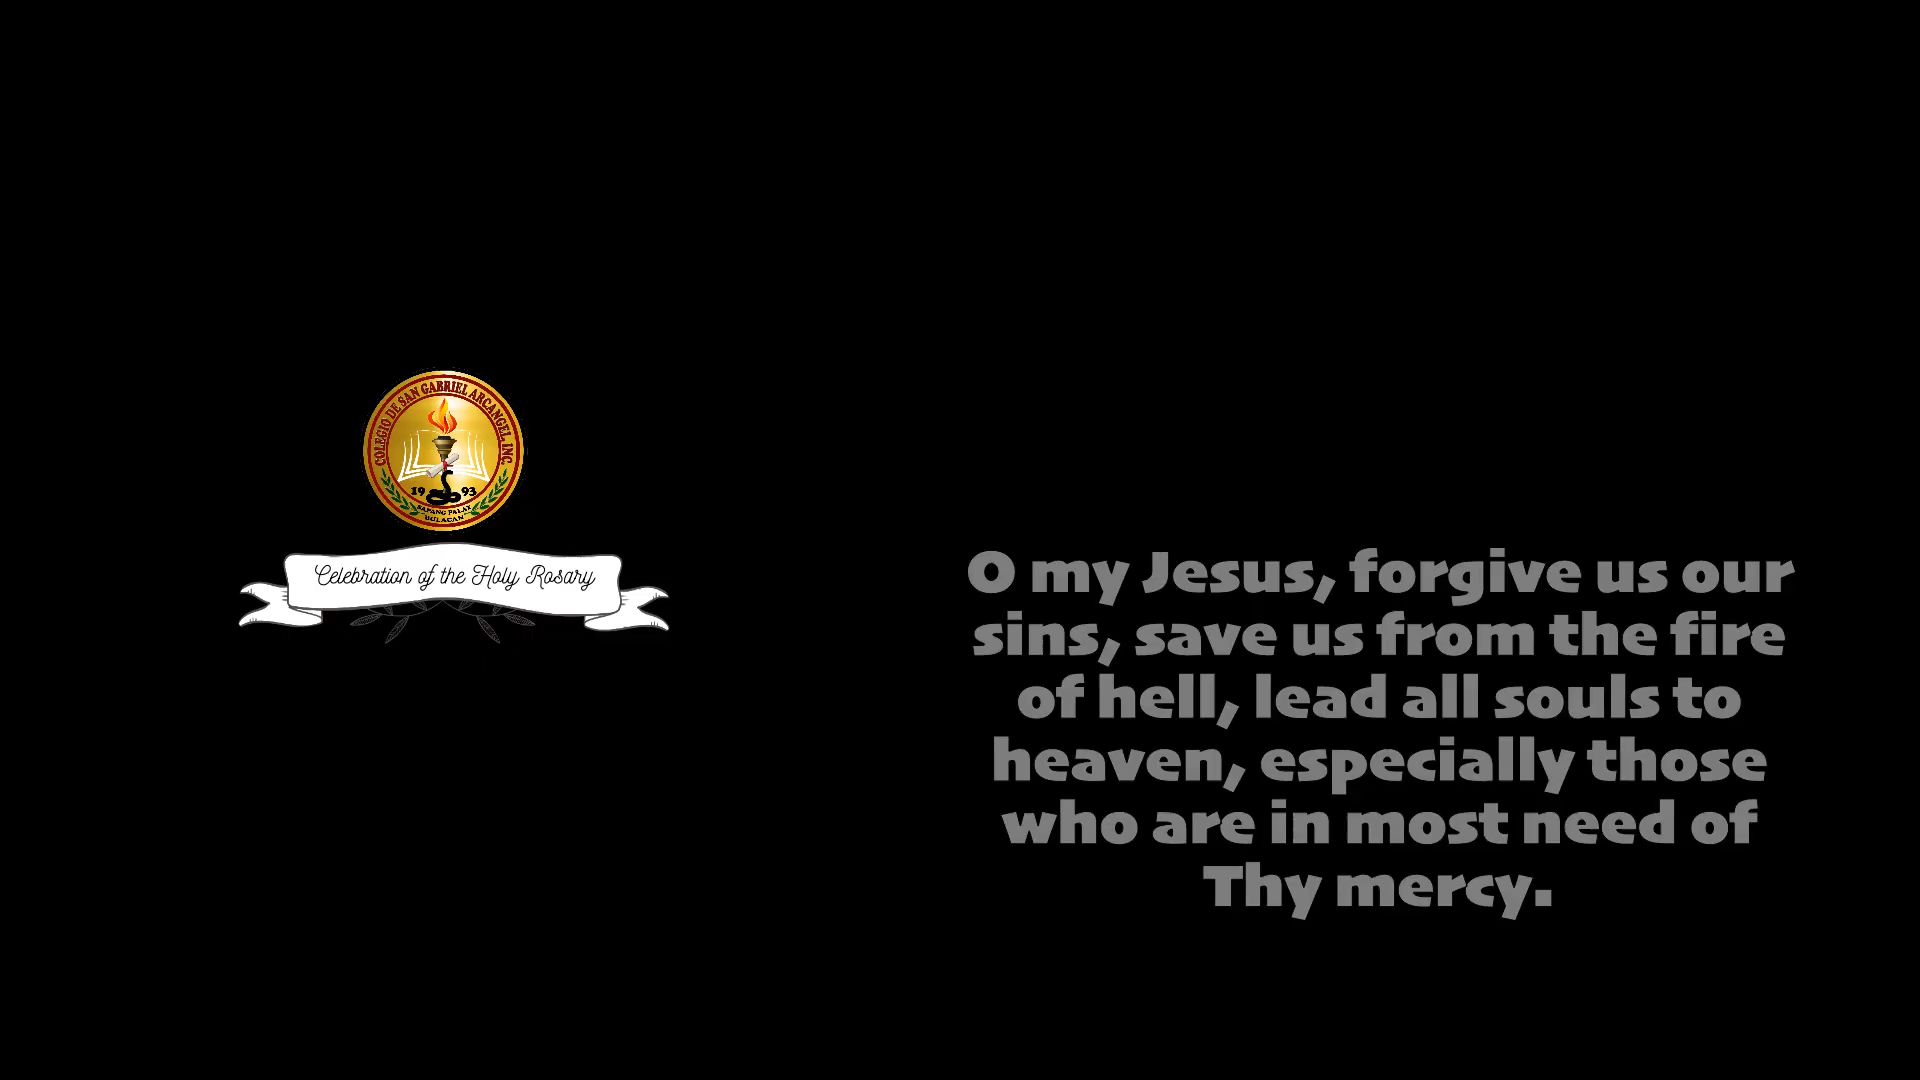 COLEGIO DE SAN GABRIEL ARCANGEL, INC.
19 93
SAPANG PALAY
BULACAN
Celebration of the Holy Rosary
O my Jesus, forgive us our
sins, save us from the fire
of hell, lead all souls to
heaven, especially those
who are in most need of
Thy mercy.